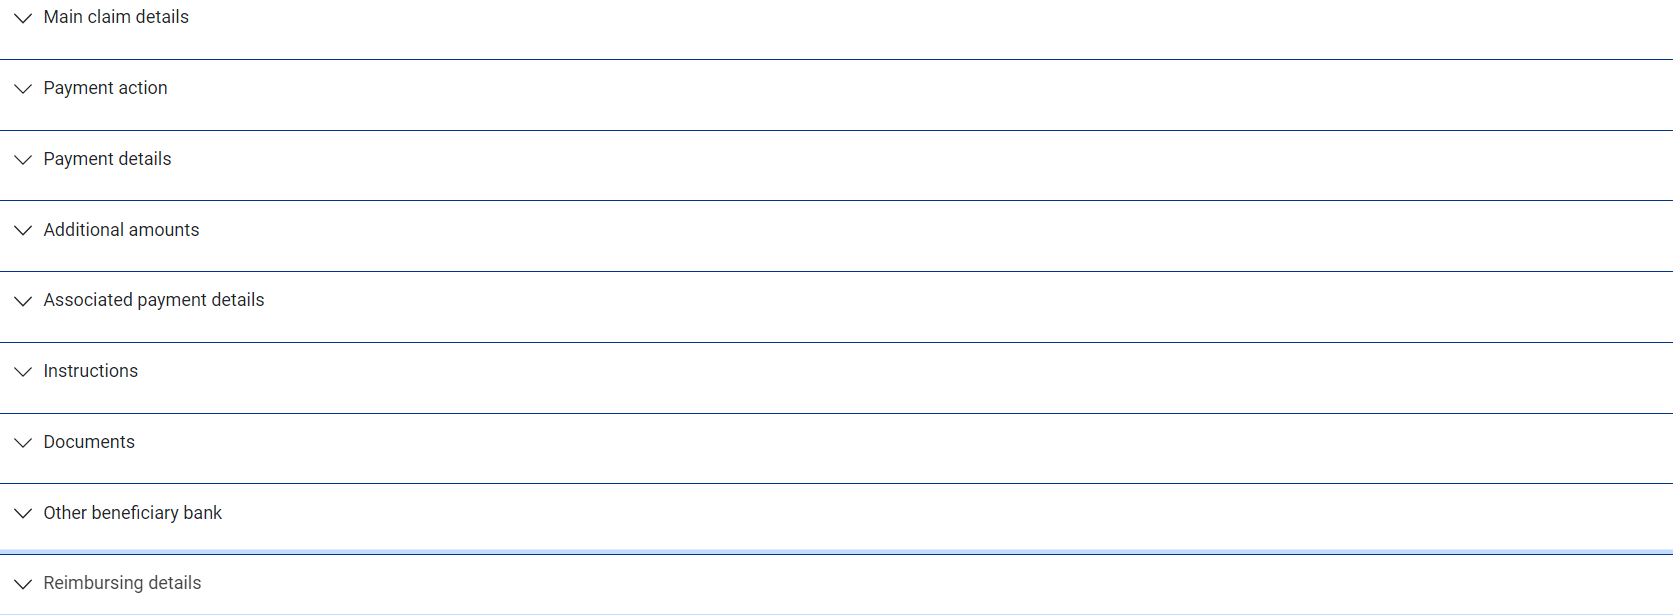 Main claim details
Payment action
Payment details
Additional amounts
Associated payment details
Instructions
Documents
Other beneficiary bank
Reimbursing details